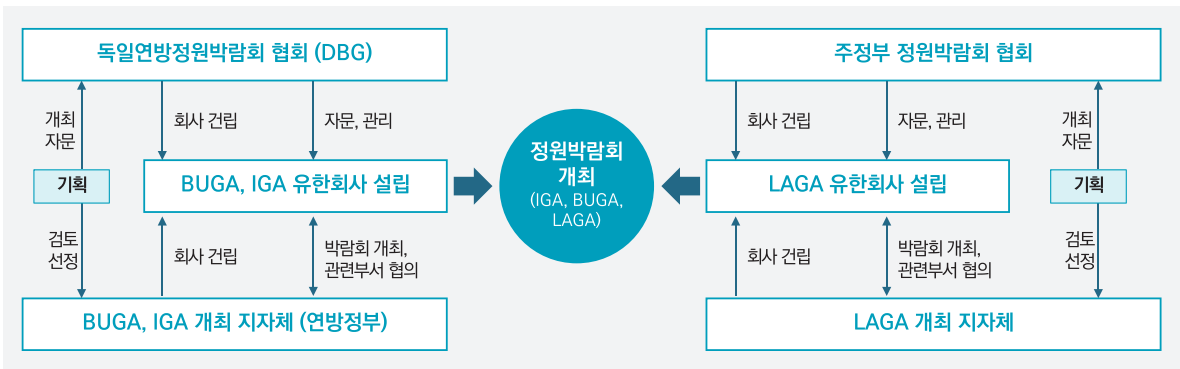 독일연방정원박람회 협회 (DBG)
개최
자문
회사 건립
자문, 관리
기획
BUGA, IGA 유한회사 설립
검토
선정
회사 건립
박람회 개최,
관련부서 협의
BUGA, IGA 개최 지자체 (연방정부)
정원박람회
개최
(IGA, BUGA,
LAGA)
주정부 정원박람회 협회
회사 건립
자문, 관리
개최
자문
LAGA 유한회사 설립
기획
회사 건립
박람회 개최,
관련부서 협의
검토
선정
LAGA 개최 지자체